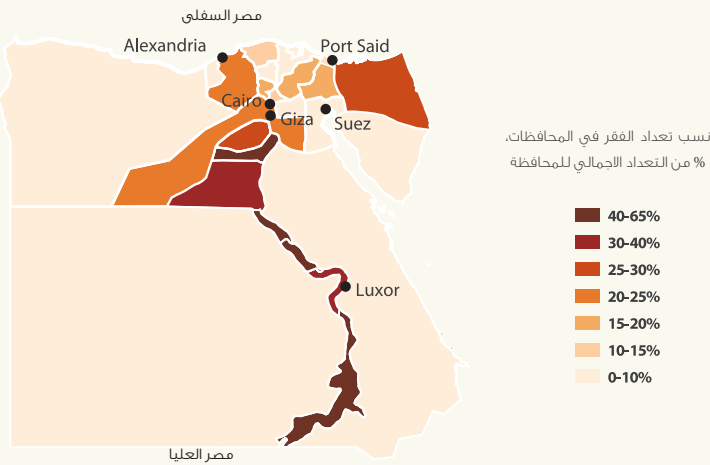 مصر السفلى
Alexandria
Port Said
Cairo
Giza
Suez
نسب تعداد الفقر في المحافظات،
% من التعداد الاجمالي للمحافظة
40-65%
30-40%
25-30%
20-25%
15-20%
10-15%
0-10%
Luxor
مصر العليا